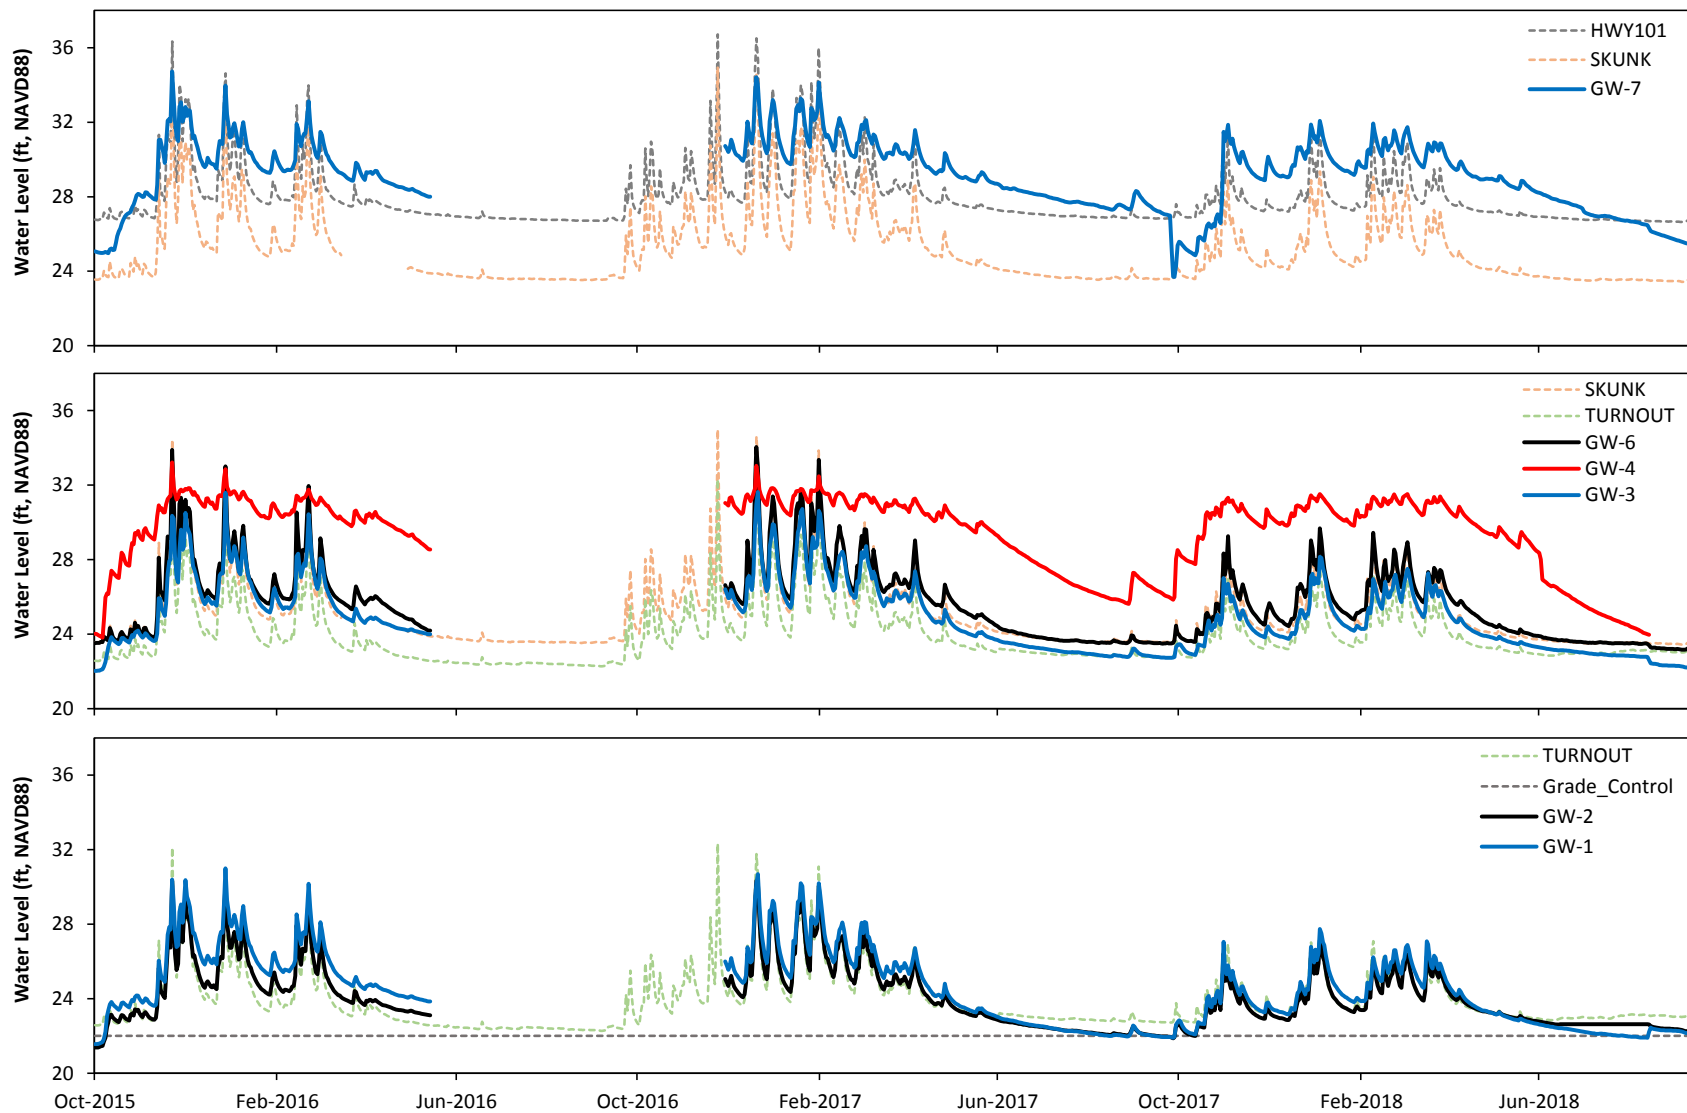 Water Level (ft, NAVD88)
36
32
28
24
20
HWY101
SKUNK
GW-7
Water Level (ft, NAVD88)
36
32
28
24
20
SKUNK
TURNOUT
GW-6
GW-4
GW-3
Water Level (ft, NAVD88)
36
32
28
24
20
TURNOUT
Grade_Control
GW-2
GW-1
Oct-2015 Feb-2016 Jun-2016 Oct-2016 Feb-2017 Jun-2017 Oct-2017 Feb-2018 Jun-2018